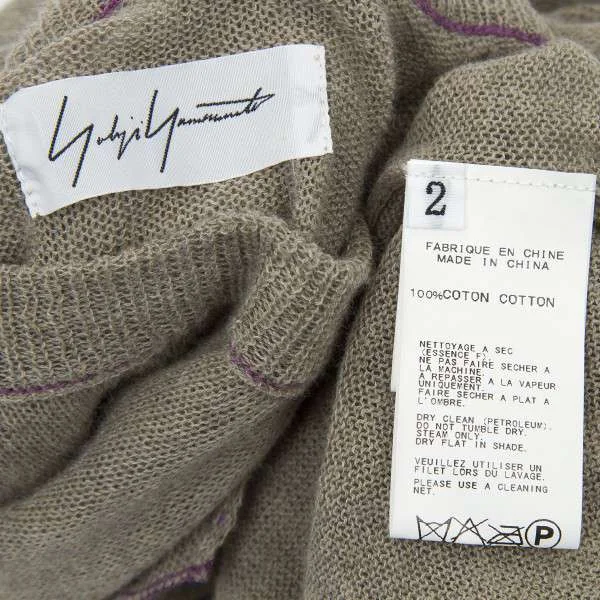 Yohji Yamamoto
2
FABRIQUE EN CHINE
MADE IN CHINA
100%COTON COTTON
NETTOYAGE A SEC
(ESSENCE F).
NE PAS FAIRE SECHER A
LA MACHINE.
A REPASSER A LA VAPEUR
UNIQUEMENT.
FAIRE SECHER A PLAT A
L'OMBRE.
DRY CLEAN (PETROLEUM).
DO NOT TUMBLE DRY.
STEAM ONLY.
DRY FLAT IN SHADE.
VEUILLEZ UTILISER UN
FILET LORS DU LAVAGE.
PLEASE USE A CLEANING
NET.
P